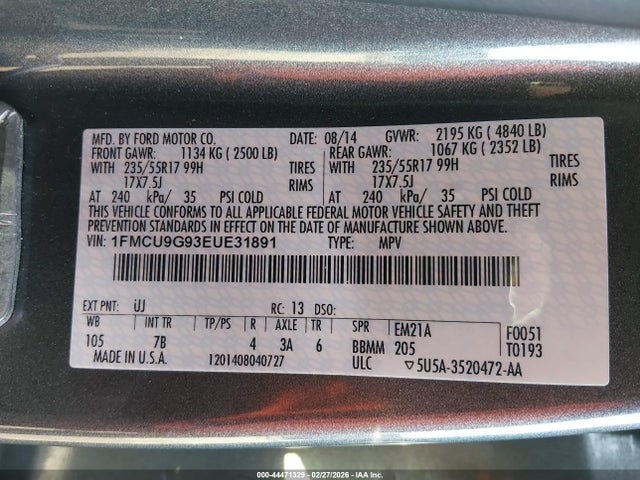 MFD. BY FORD MOTOR CO. DATE: 08/14 GVWR: 2195 KG ( 4840 LB)
FRONT GAWR: 1134 KG ( 2500 LB) REAR GAWR: 1067 KG ( 2352 LB)
WITH 235/55R17 99H TIRES WITH 235/55R17 99H TIRES
17X7.5J RIMS 17X7.5J RIMS
AT 240 kPa/ 35 PSI COLD AT 240 kPa/ 35 PSI COLD
THIS VEHICLE CONFORMS TO ALL APPLICABLE FEDERAL MOTOR VEHICLE SAFETY AND THEFT
PREVENTION STANDARDS IN EFFECT ON THE DATE OF MANUFACTURE SHOWN ABOVE.
VIN: 1FMCU9G93EUE31891 TYPE: MPV
EXT PNT: UJ RC: 13 DSO:
WB INT TR TP/PS R AXLE TR SPR EM21A F0051
105 7B 4 3A 6 BBMM 205 T0193
MADE IN U.S.A. 1201408040727 ULC ▽5U5A-3520472-AA
000-44471329 - 02/27/2026 - IAA Inc.